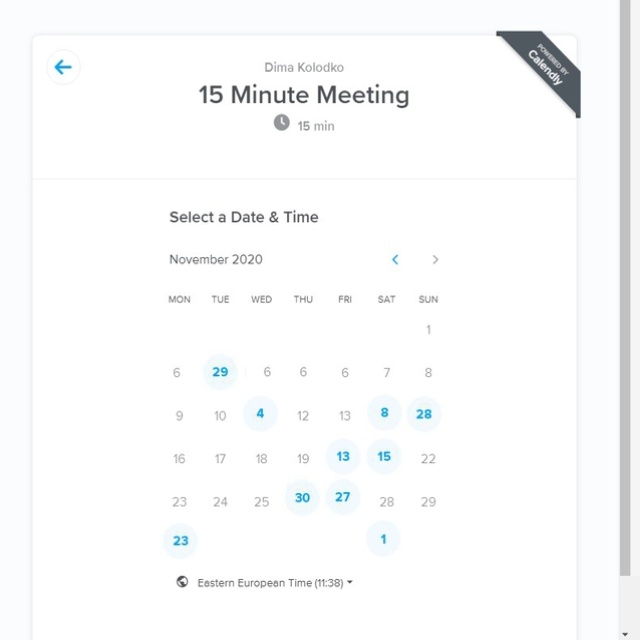 POWERED BY
Calendly
Dima Kolodko
15 Minute Meeting
15 min
Select a Date & Time
November 2020
MON TUE WED THU FRI SAT SUN
1
6 29 6 6 6 7 8
9 10 4 12 13 8 28
16 17 18 19 13 15 22
23 24 25 30 27 28 29
23 1
Eastern European Time (11:38)